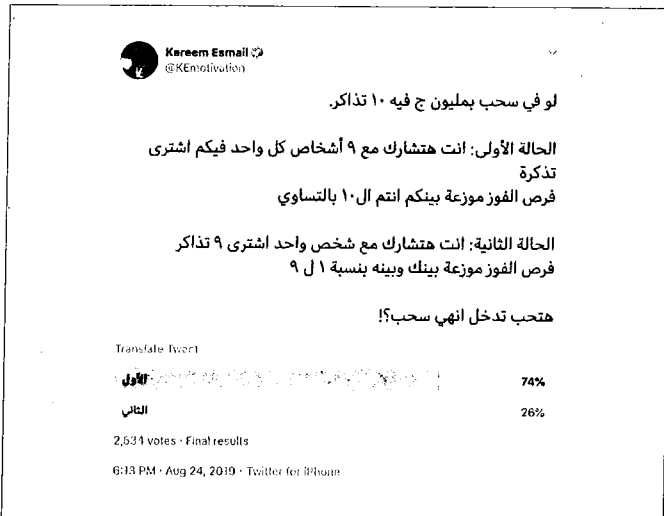 Kareem Esmail
@KEmotivation
لو في سحب بمليون ج فيه ١٠ تذاكر.
الحالة الأولى: انت هتشارك مع ٩ أشخاص كل واحد فيكم اشترى
تذكرة
فرص الفوز موزعة بينكم انتم ال١٠ بالتساوي
الحالة الثانية: انت هتشارك مع شخص واحد اشترى ٩ تذاكر
فرص الفوز موزعة بينك وبينه بنسبة ١ ل ٩
هتحب تدخل انهي سحب؟!
Translate Tweet
الأول 74%
الثاني 26%
2,534 votes · Final results
6:13 PM · Aug 24, 2019 · Twitter for iPhone